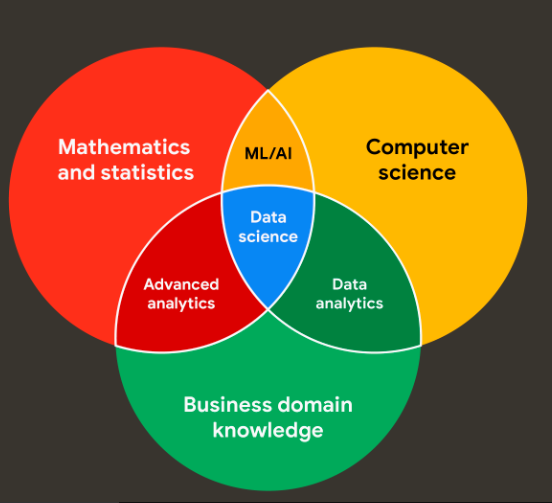 Mathematics
and statistics
Computer
science
ML/AI
Data
science
Advanced
analytics
Data
analytics
Business domain
knowledge